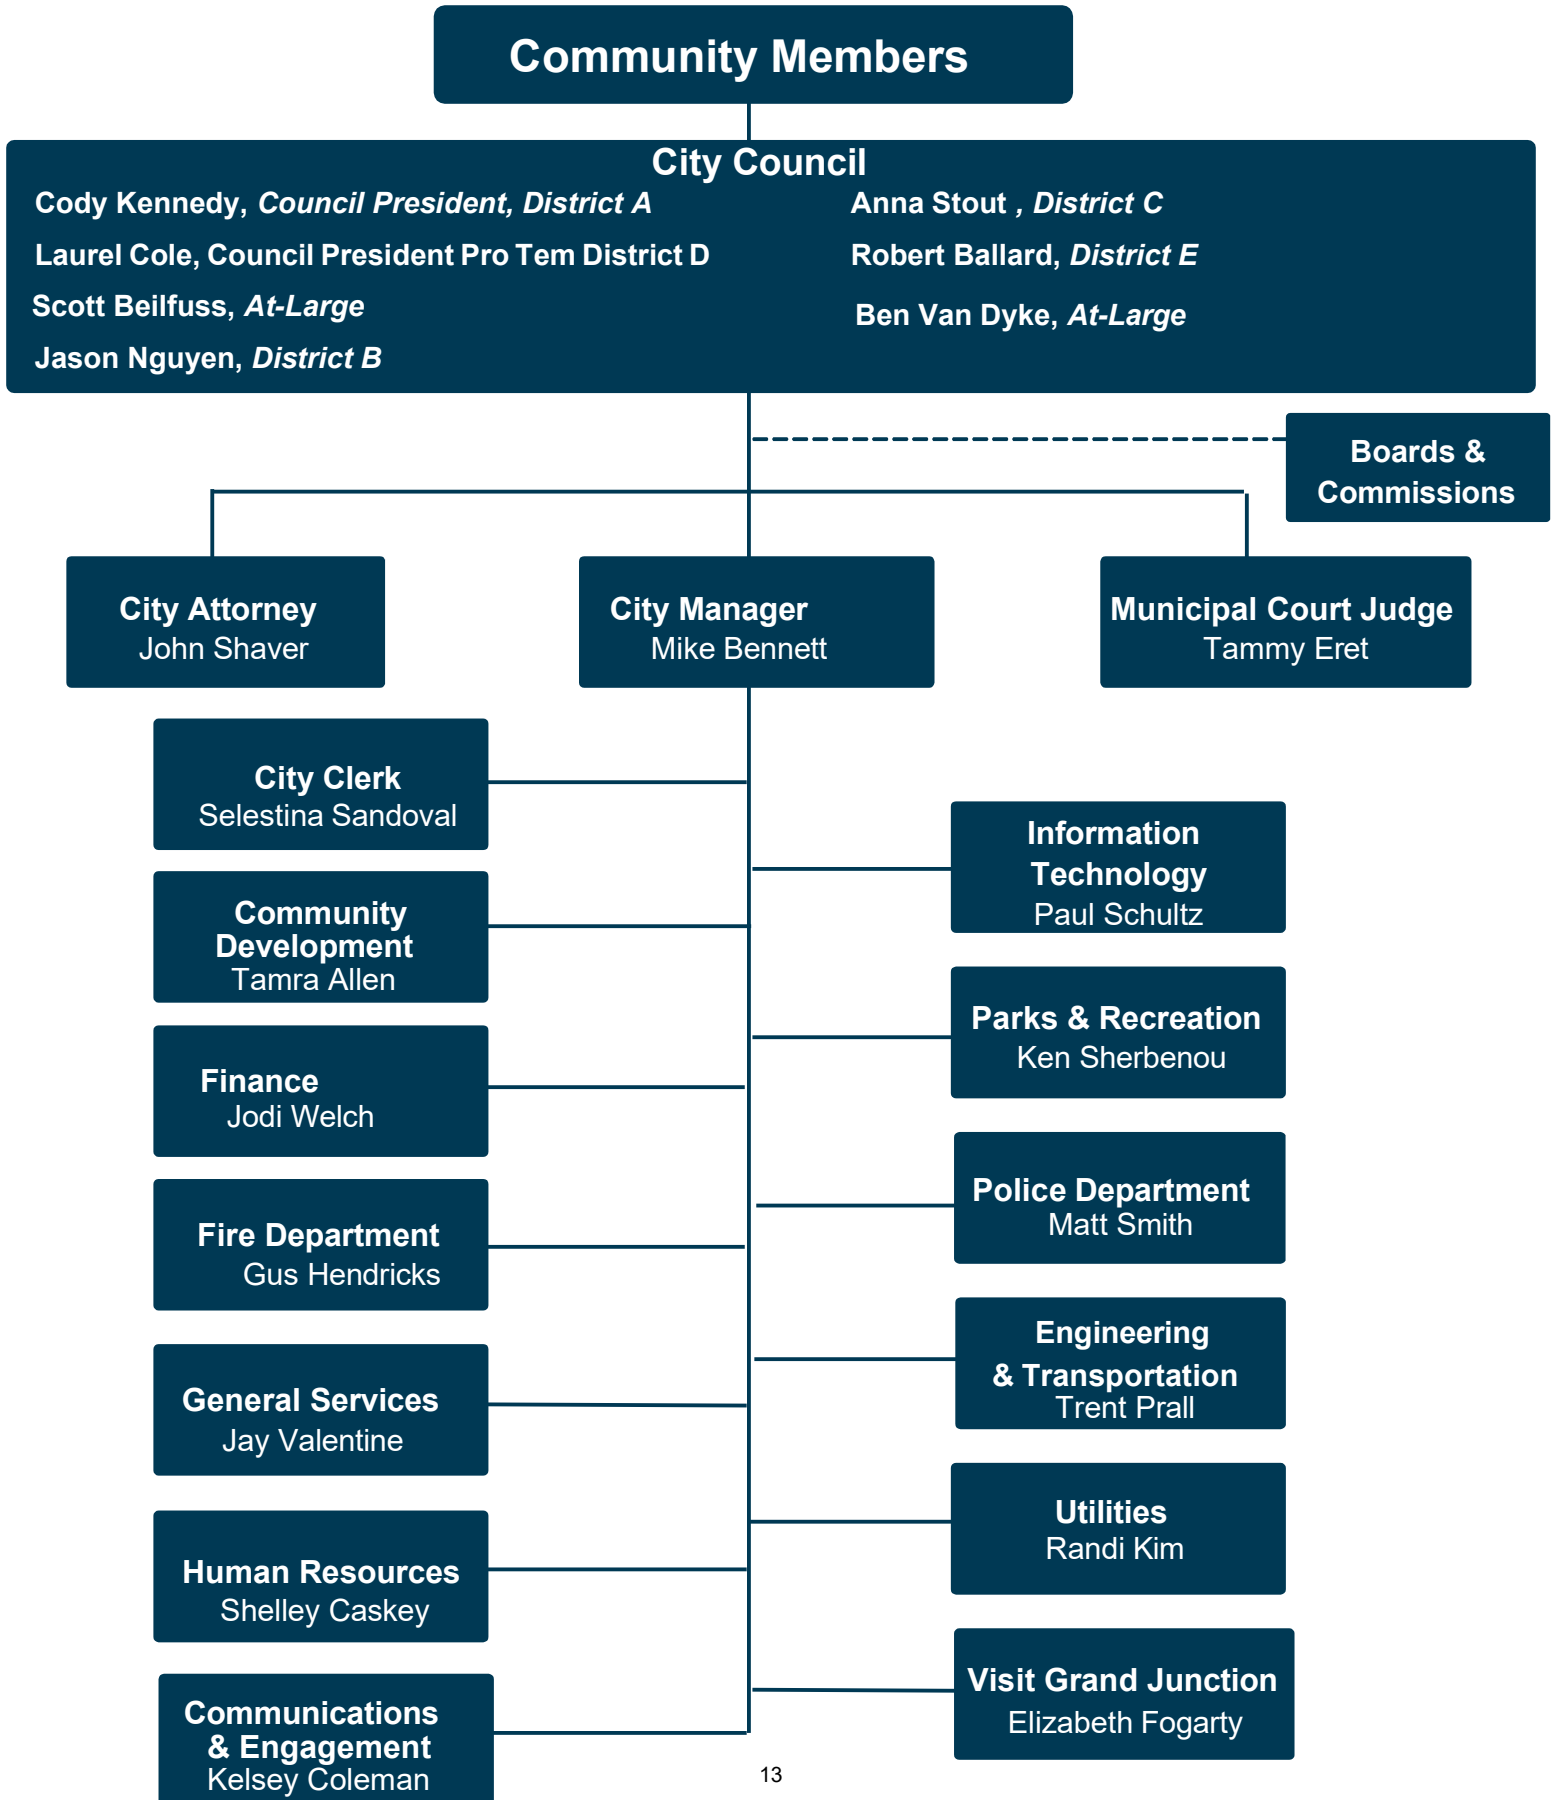 Community Members
City Council
Cody Kennedy, Council President, District A
Laurel Cole, Council President Pro Tem District D
Scott Beilfuss, At-Large
Jason Nguyen, District B
Anna Stout , District C
Robert Ballard, District E
Ben Van Dyke, At-Large
Boards &
Commissions
City Attorney
John Shaver
City Manager
Mike Bennett
Municipal Court Judge
Tammy Eret
City Clerk
Selestina Sandoval
Community
Development
Tamra Allen
Finance
Jodi Welch
Fire Department
Gus Hendricks
General Services
Jay Valentine
Human Resources
Shelley Caskey
Communications
& Engagement
Kelsey Coleman
Information
Technology
Paul Schultz
Parks & Recreation
Ken Sherbenou
Police Department
Matt Smith
Engineering
& Transportation
Trent Prall
Utilities
Randi Kim
Visit Grand Junction
Elizabeth Fogarty
13